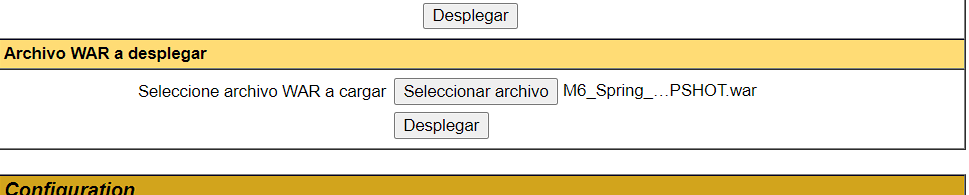 Desplegar
Archivo WAR a desplegar
Seleccione archivo WAR a cargar Seleccionar archivo M6_Spring_...PSHOT.war
Desplegar
Configuration